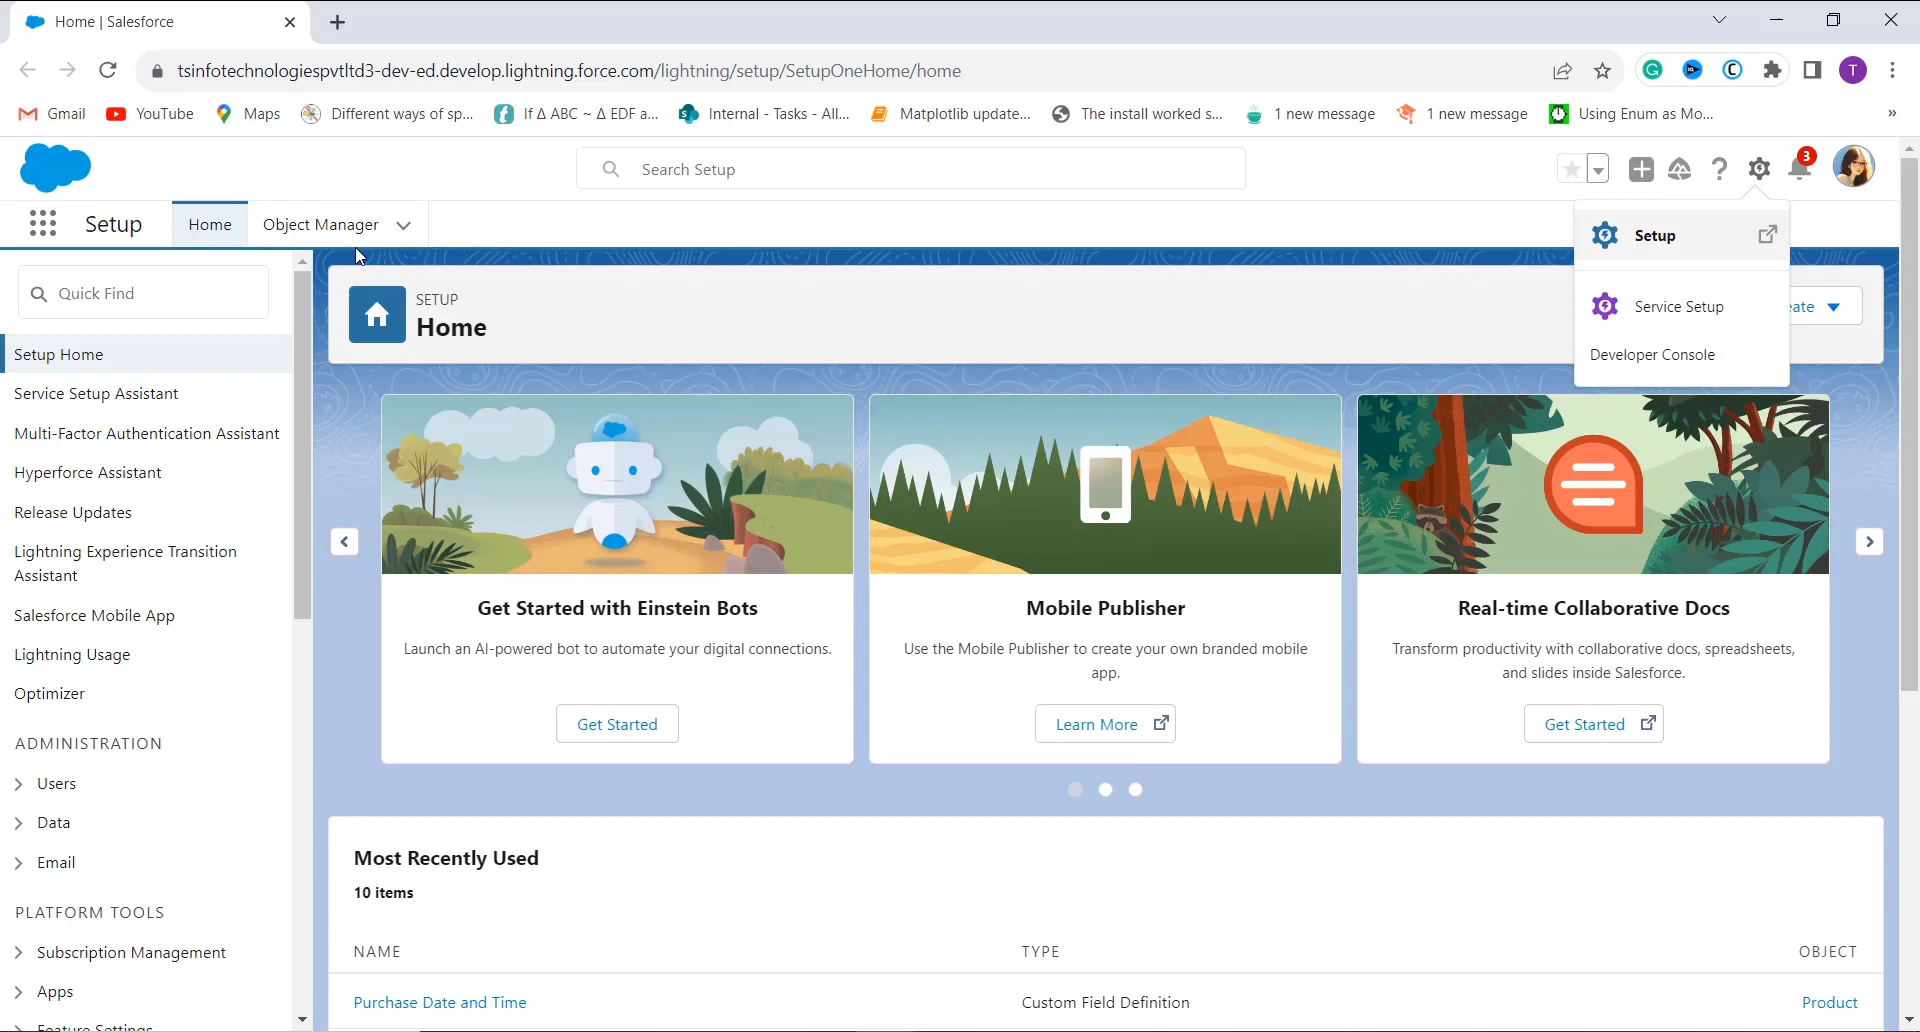 Home | Salesforce
tsinfotechnologiespvtltd3-dev-ed.develop.lightning.force.com/lightning/setup/SetupOneHome/home
T
Gmail YouTube Maps Different ways of sp... If Δ ABC ~ Δ EDF a... Internal - Tasks - All... Matplotlib update... The install worked s... 1 new message 1 new message Using Enum as Mo... »
Search Setup
3
Setup Home Object Manager
Setup
Service Setup
Developer Console
Quick Find
SETUP
Home
eate
Setup Home
Service Setup Assistant
Multi-Factor Authentication Assistant
Hyperforce Assistant
Release Updates
Lightning Experience Transition
Assistant
Salesforce Mobile App
Lightning Usage
Optimizer
ADMINISTRATION
Users
Data
Email
PLATFORM TOOLS
Subscription Management
Apps
Feature Settings
Get Started with Einstein Bots
Launch an AI-powered bot to automate your digital connections.
Get Started
Mobile Publisher
Use the Mobile Publisher to create your own branded mobile
app.
Learn More
Real-time Collaborative Docs
Transform productivity with collaborative docs, spreadsheets,
and slides inside Salesforce.
Get Started
Most Recently Used
10 items
NAME TYPE OBJECT
Purchase Date and Time Custom Field Definition Product